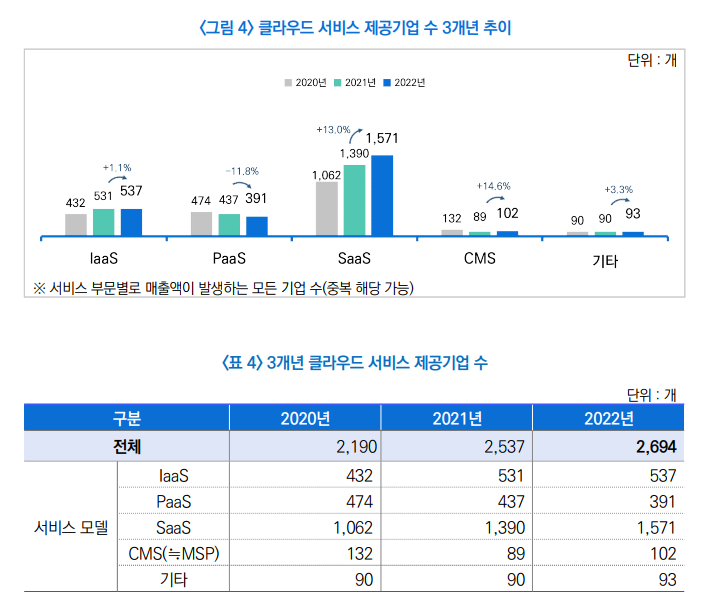 〈그림 4〉 클라우드 서비스 제공기업 수 3개년 추이
단위 : 개
2020년 2021년 2022년
+1.1%
432 531 537
-11.8%
474 437 391
+13.0%
1,062 1,390 1,571
+14.6%
132 89 102
+3.3%
90 90 93
IaaS PaaS SaaS CMS 기타
※ 서비스 부문별로 매출액이 발생하는 모든 기업 수(중복 해당 가능)
〈표 4〉 3개년 클라우드 서비스 제공기업 수
단위 : 개
구분 2020년 2021년 2022년
전체 2,190 2,537 2,694
서비스 모델
IaaS 432 531 537
PaaS 474 437 391
SaaS 1,062 1,390 1,571
CMS(≒MSP) 132 89 102
기타 90 90 93